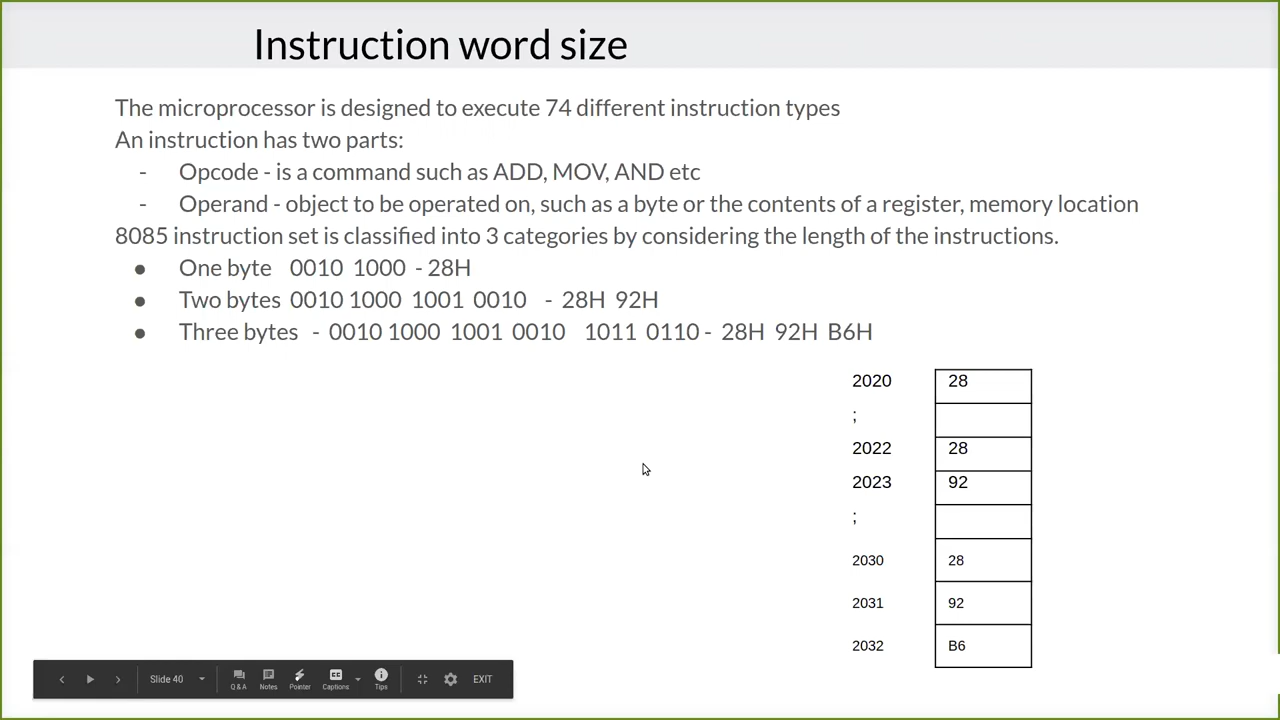 Instruction word size
The microprocessor is designed to execute 74 different instruction types
An instruction has two parts:
- Opcode - is a command such as ADD, MOV, AND etc
- Operand - object to be operated on, such as a byte or the contents of a register, memory location
8085 instruction set is classified into 3 categories by considering the length of the instructions.
● One byte 0010 1000 - 28H
● Two bytes 0010 1000 1001 0010 - 28H 92H
● Three bytes - 0010 1000 1001 0010 1011 0110 - 28H 92H B6H
2020 28
;
2022 28
2023 92
;
2030 28
2031 92
2032 B6
Slide 40 Q & A Notes Pointer CC Captions Tips EXIT